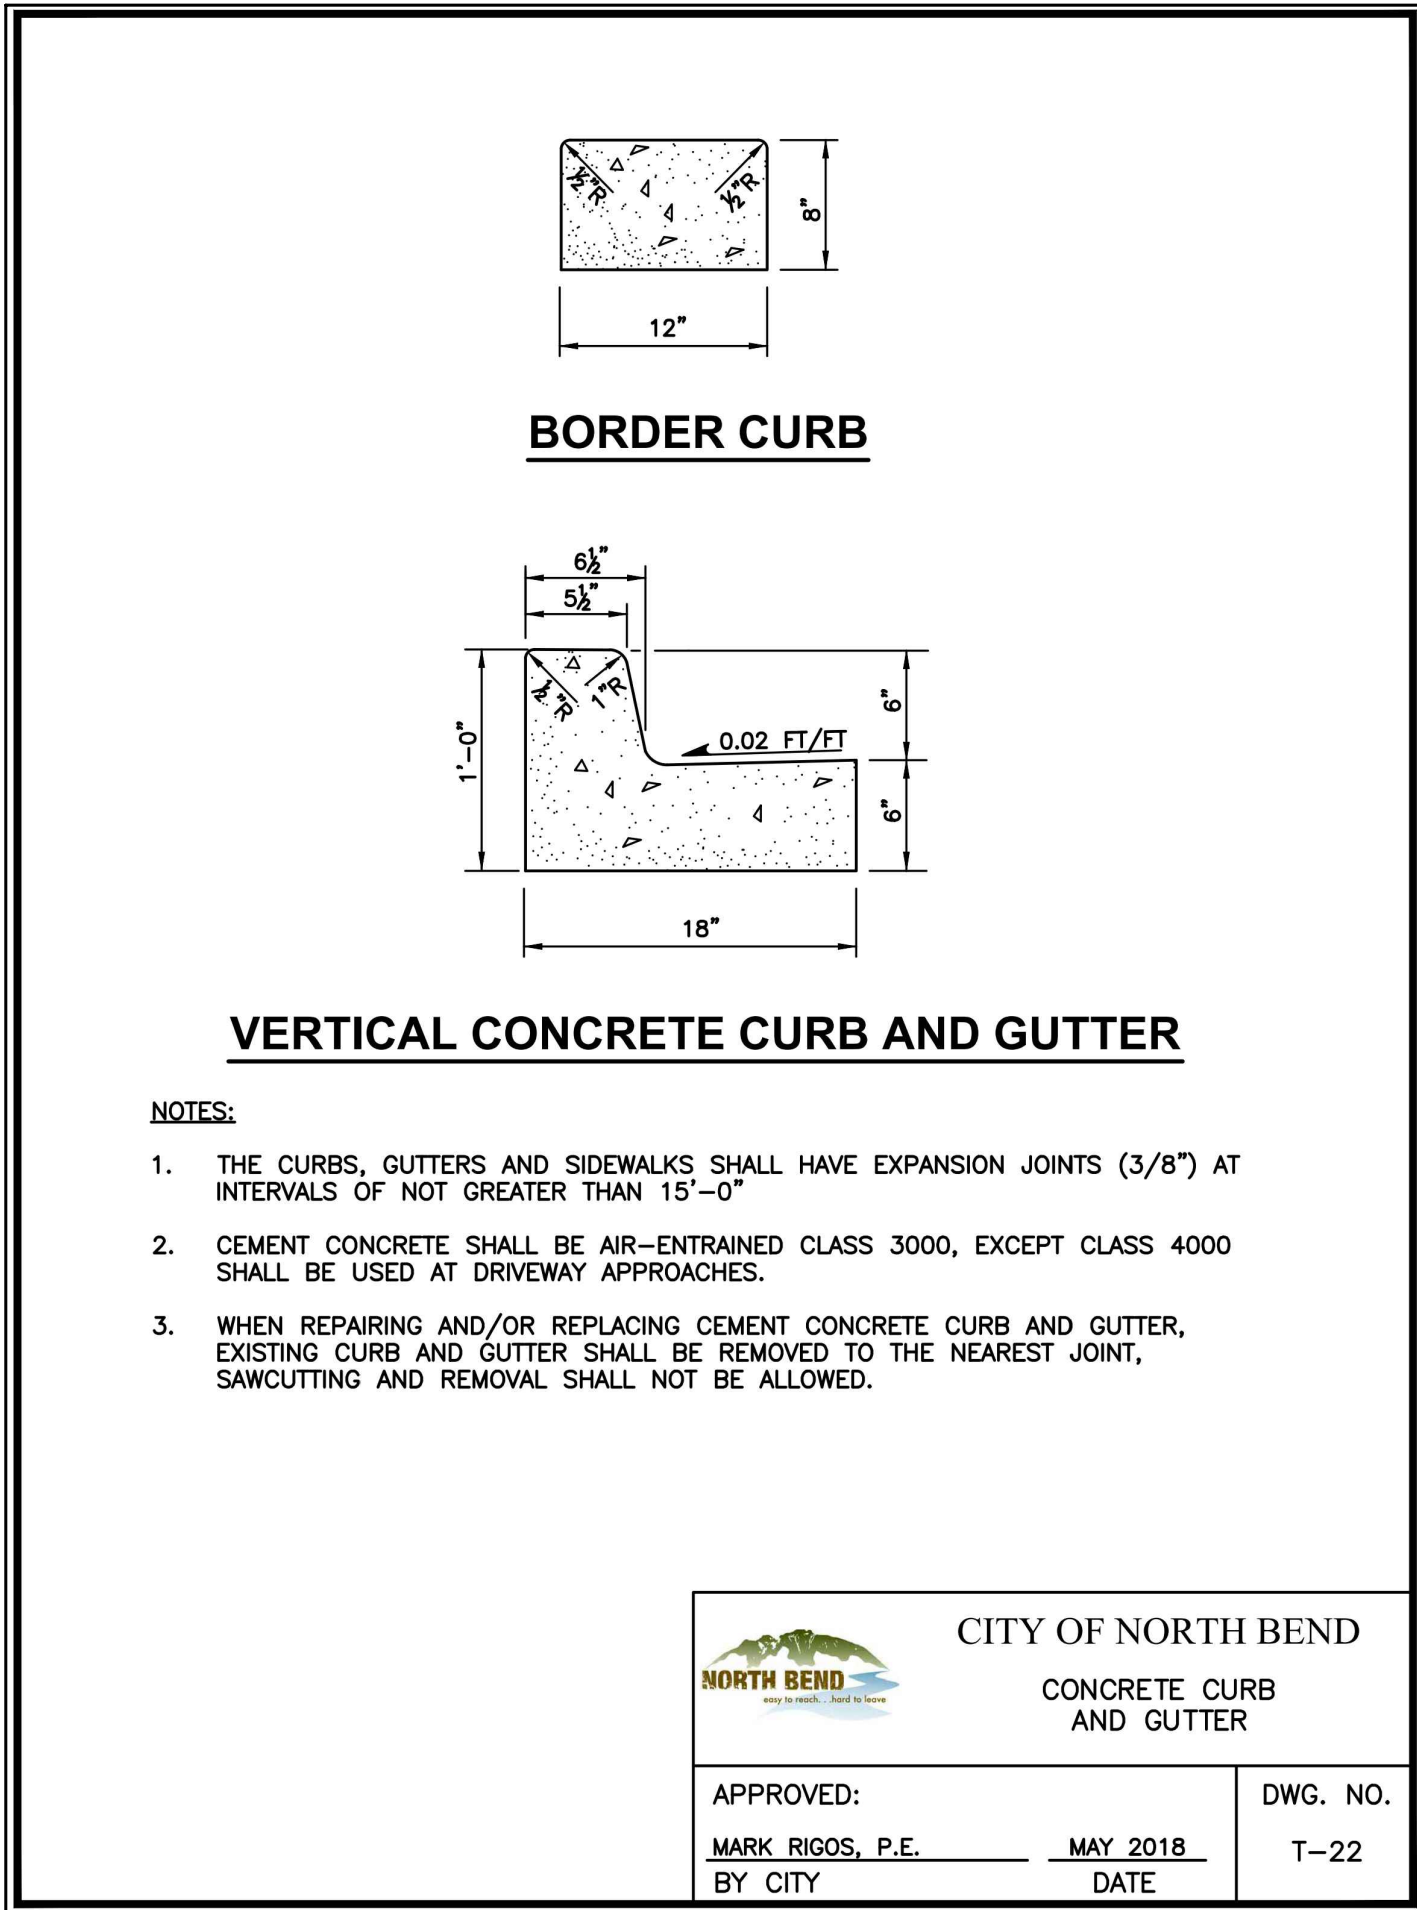 ½"R
½"R
8"
12"
BORDER CURB
6½"
5½"
½"R
1"R
1'-0"
0.02 FT/FT
6"
6"
18"
VERTICAL CONCRETE CURB AND GUTTER
NOTES:
1. THE CURBS, GUTTERS AND SIDEWALKS SHALL HAVE EXPANSION JOINTS (3/8") AT
INTERVALS OF NOT GREATER THAN 15'-0"
2. CEMENT CONCRETE SHALL BE AIR-ENTRAINED CLASS 3000, EXCEPT CLASS 4000
SHALL BE USED AT DRIVEWAY APPROACHES.
3. WHEN REPAIRING AND/OR REPLACING CEMENT CONCRETE CURB AND GUTTER,
EXISTING CURB AND GUTTER SHALL BE REMOVED TO THE NEAREST JOINT,
SAWCUTTING AND REMOVAL SHALL NOT BE ALLOWED.
NORTH BEND
easy to reach. . .hard to leave
CITY OF NORTH BEND
CONCRETE CURB
AND GUTTER
APPROVED:
MARK RIGOS, P.E. MAY 2018
BY CITY DATE
DWG. NO.
T-22